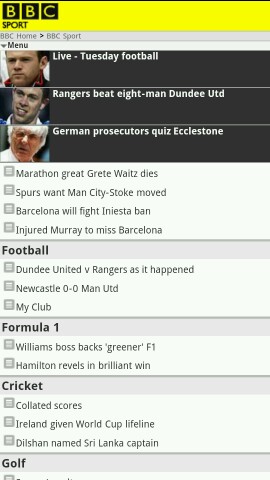 BBC
SPORT
BBC Home > BBC Sport
Menu
Live - Tuesday football
Rangers beat eight-man Dundee Utd
German prosecutors quiz Ecclestone
Marathon great Grete Waitz dies
Spurs want Man City-Stoke moved
Barcelona will fight Iniesta ban
Injured Murray to miss Barcelona
Football
Dundee United v Rangers as it happened
Newcastle 0-0 Man Utd
My Club
Formula 1
Williams boss backs 'greener' F1
Hamilton revels in brilliant win
Cricket
Collated scores
Ireland given World Cup lifeline
Dilshan named Sri Lanka captain
Golf